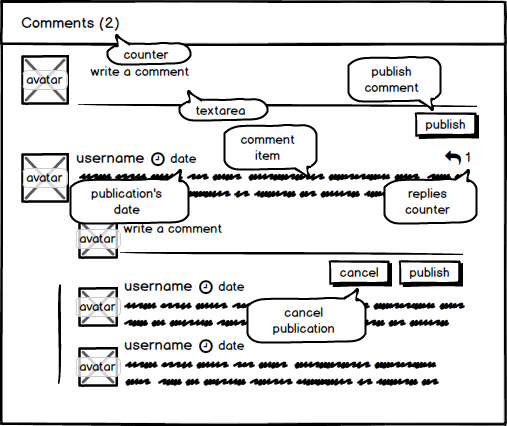 Comments (2)
counter
avatar
write a comment
publish
comment
textarea
publish
comment
item
username date
1
avatar
publication's
date
replies
counter
write a comment
avatar
cancel
publish
username date
avatar
cancel
publication
username date
avatar